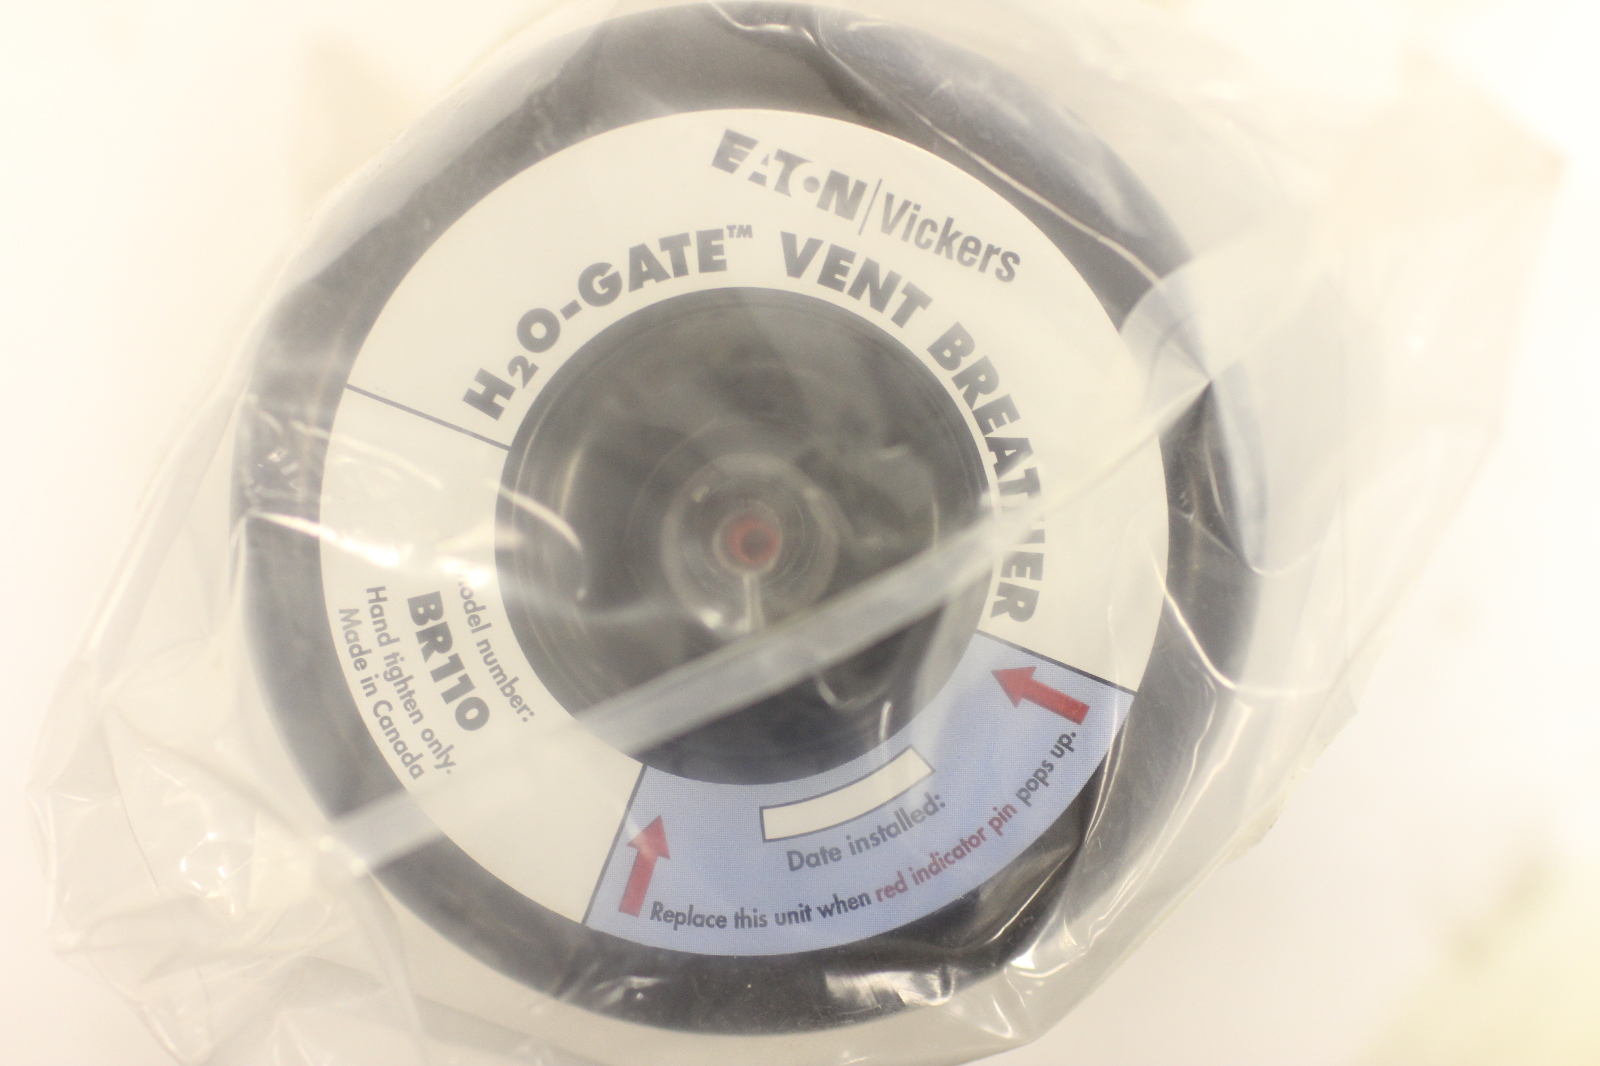 EATON | Vickers
H2O-GATE™ VENT BREATHER
Model number:
BR110
Hand tighten only.
Made in Canada
Date installed:
Replace this unit when red indicator pin pops up.